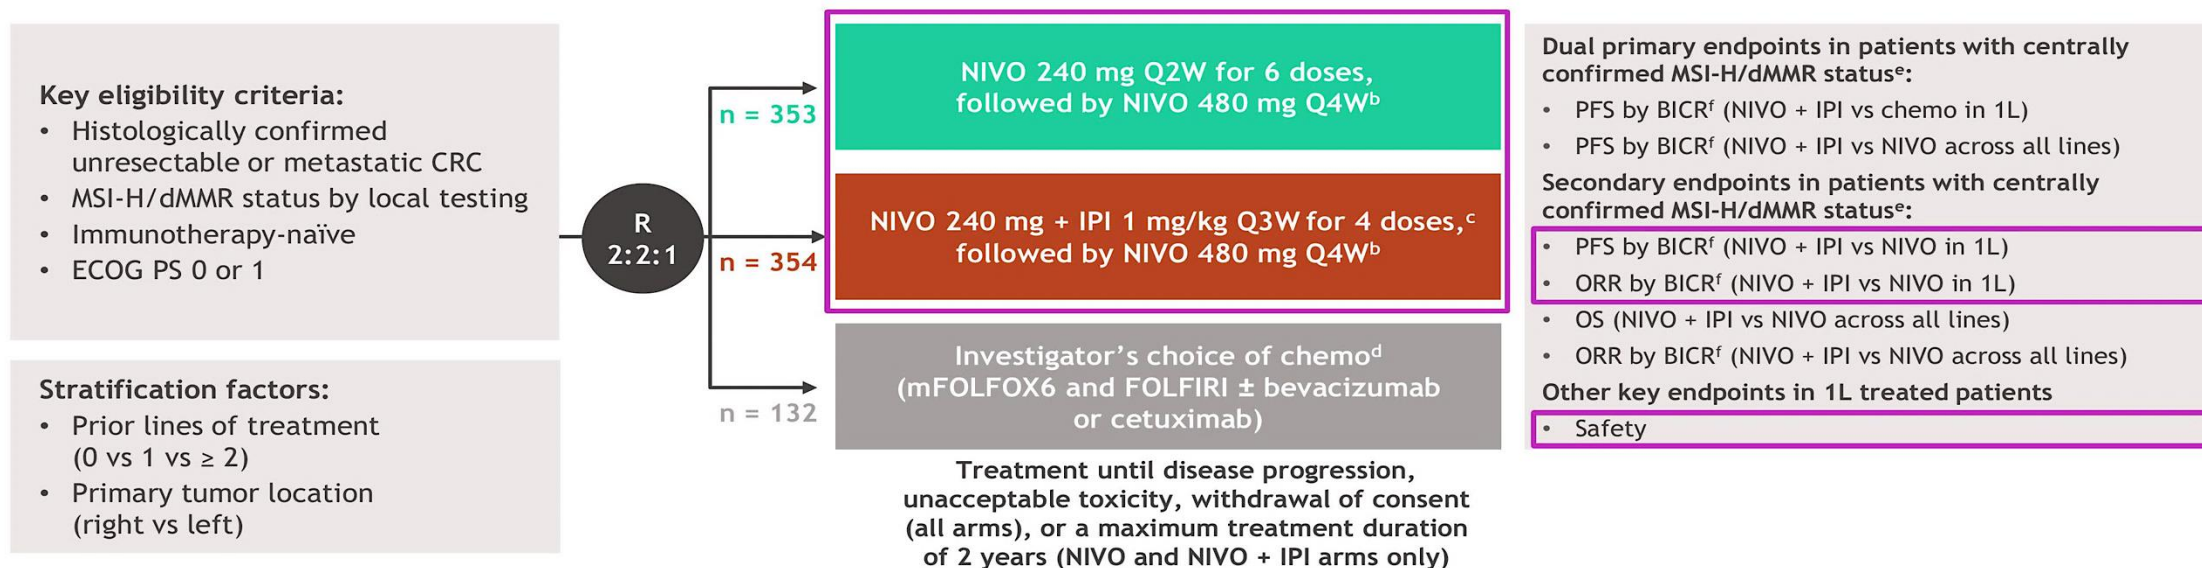 Key eligibility criteria:
• Histologically confirmed
unresectable or metastatic CRC
• MSI-H/dMMR status by local testing
• Immunotherapy-naïve
• ECOG PS 0 or 1
Stratification factors:
• Prior lines of treatment
(0 vs 1 vs ≥ 2)
• Primary tumor location
(right vs left)
R
2:2:1
n = 353
NIVO 240 mg Q2W for 6 doses,
followed by NIVO 480 mg Q4Wᵇ
n = 354
NIVO 240 mg + IPI 1 mg/kg Q3W for 4 doses,ᶜ
followed by NIVO 480 mg Q4Wᵇ
n = 132
Investigator’s choice of chemoᵈ
(mFOLFOX6 and FOLFIRI ± bevacizumab
or cetuximab)
Treatment until disease progression,
unacceptable toxicity, withdrawal of consent
(all arms), or a maximum treatment duration
of 2 years (NIVO and NIVO + IPI arms only)
Dual primary endpoints in patients with centrally
confirmed MSI-H/dMMR statusᵉ:
• PFS by BICRᶠ (NIVO + IPI vs chemo in 1L)
• PFS by BICRᶠ (NIVO + IPI vs NIVO across all lines)
Secondary endpoints in patients with centrally
confirmed MSI-H/dMMR statusᵉ:
• PFS by BICRᶠ (NIVO + IPI vs NIVO in 1L)
• ORR by BICRᶠ (NIVO + IPI vs NIVO in 1L)
• OS (NIVO + IPI vs NIVO across all lines)
• ORR by BICRᶠ (NIVO + IPI vs NIVO across all lines)
Other key endpoints in 1L treated patients
• Safety